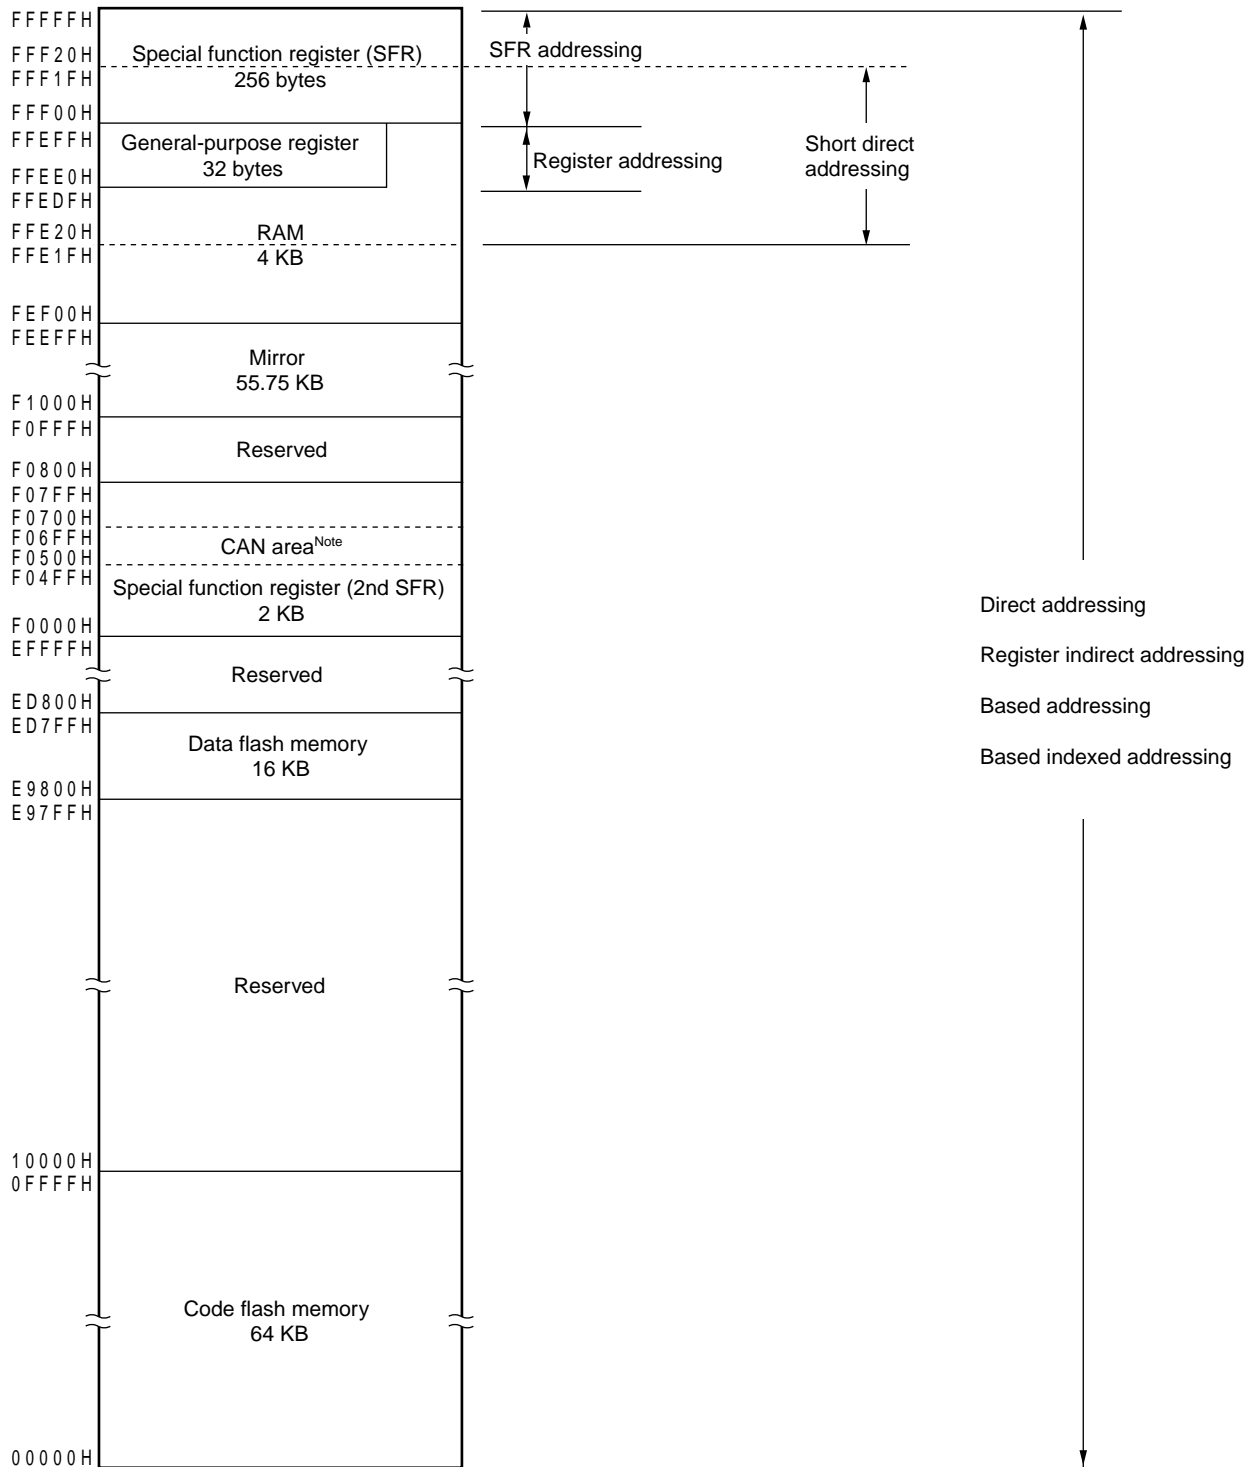 FFFFFH
FFF20H
FFF1FH
FFF00H
FFEFFH
FFEE0H
FFEDFH
FFE20H
FFE1FH
FEF00H
FEEFFH
F1000H
F0FFFH
F0800H
F07FFH
F0700H
F06FFH
F0500H
F04FFH
F0000H
EFFFFH
ED800H
ED7FFH
E9800H
E97FFH
10000H
0FFFFH
00000H
Special function register (SFR)
256 bytes
General-purpose register
32 bytes
RAM
4 KB
Mirror
55.75 KB
Reserved
CAN areaNote
Special function register (2nd SFR)
2 KB
Reserved
Data flash memory
16 KB
Reserved
Code flash memory
64 KB
SFR addressing
Register addressing
Short direct
addressing
Direct addressing
Register indirect addressing
Based addressing
Based indexed addressing